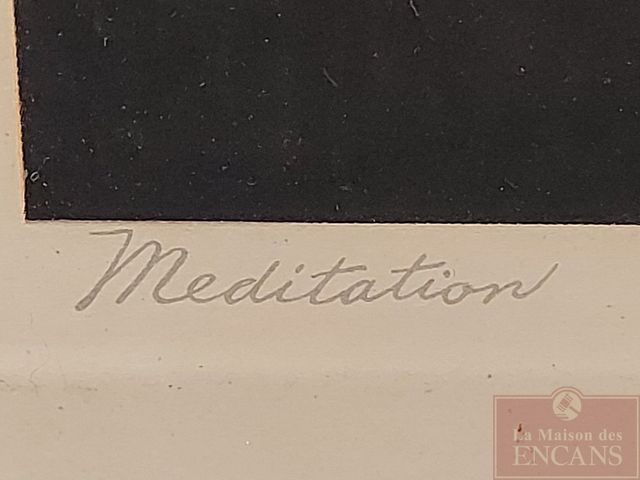 Meditation
La Maison des
ENCANS